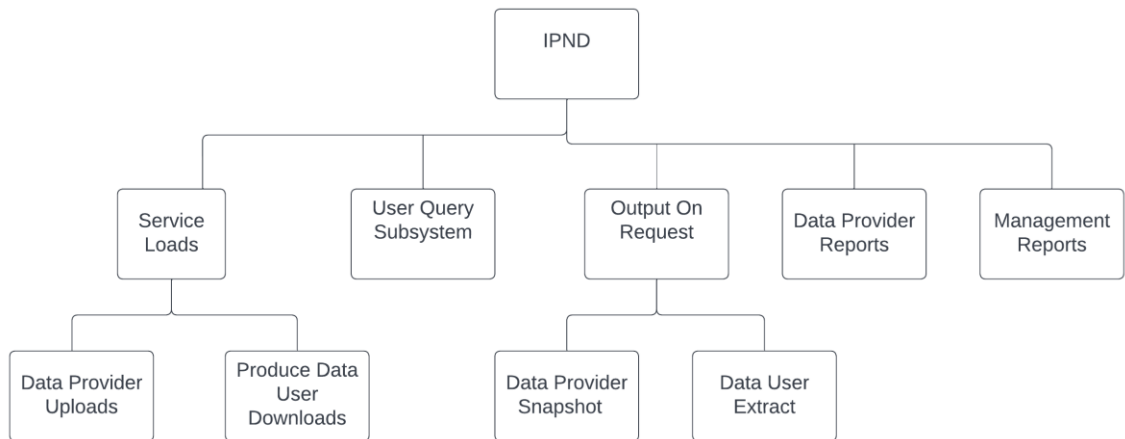 IPND
Service
Loads
User Query
Subsystem
Output On
Request
Data Provider
Reports
Management
Reports
Data Provider
Uploads
Produce Data
User
Downloads
Data Provider
Snapshot
Data User
Extract